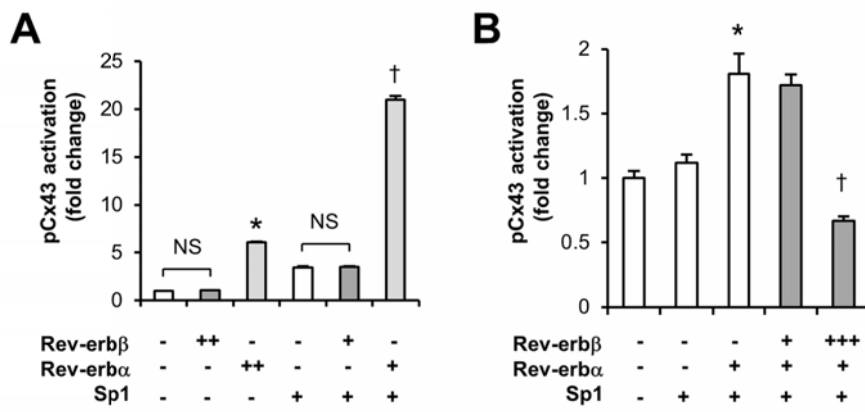 A
pCx43 activation
(fold change)
25
20
15
10
5
0
NS
*
NS
†
Rev-erbβ - ++ - - + -
Rev-erbα - - ++ - - +
Sp1 - - - + + +
B
pCx43 activation
(fold change)
2
1.5
1
0.5
0
*
†
Rev-erbβ - - - + +++
Rev-erbα - - + + +
Sp1 - + + + +